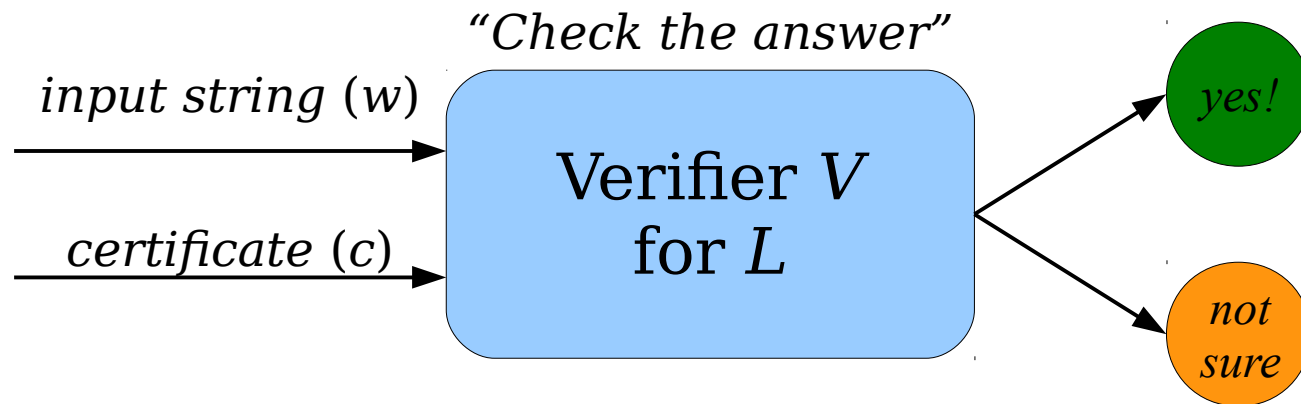 “Check the answer”
input string (w)
certificate (c)
Verifier V
for L
yes!
not
sure